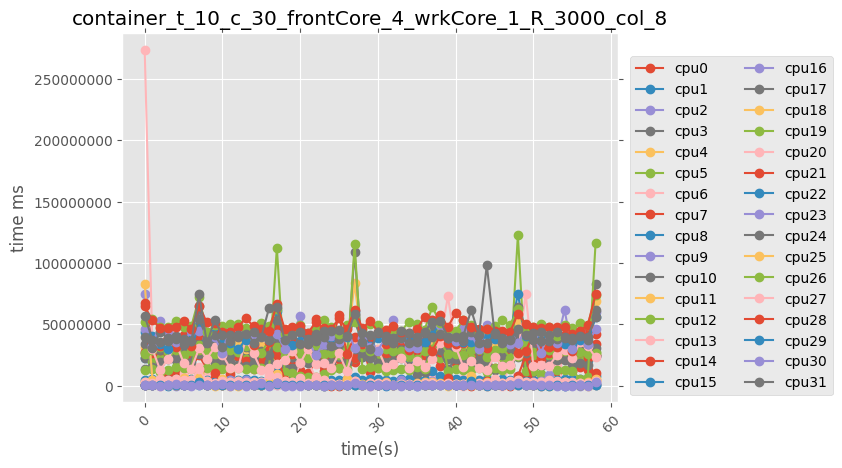 container_t_10_c_30_frontCore_4_wrkCore_1_R_3000_col_8
time ms
250000000
200000000
150000000
100000000
50000000
0
0
10
20
30
40
50
60
time(s)
cpu0
cpu1
cpu2
cpu3
cpu4
cpu5
cpu6
cpu7
cpu8
cpu9
cpu10
cpu11
cpu12
cpu13
cpu14
cpu15
cpu16
cpu17
cpu18
cpu19
cpu20
cpu21
cpu22
cpu23
cpu24
cpu25
cpu26
cpu27
cpu28
cpu29
cpu30
cpu31